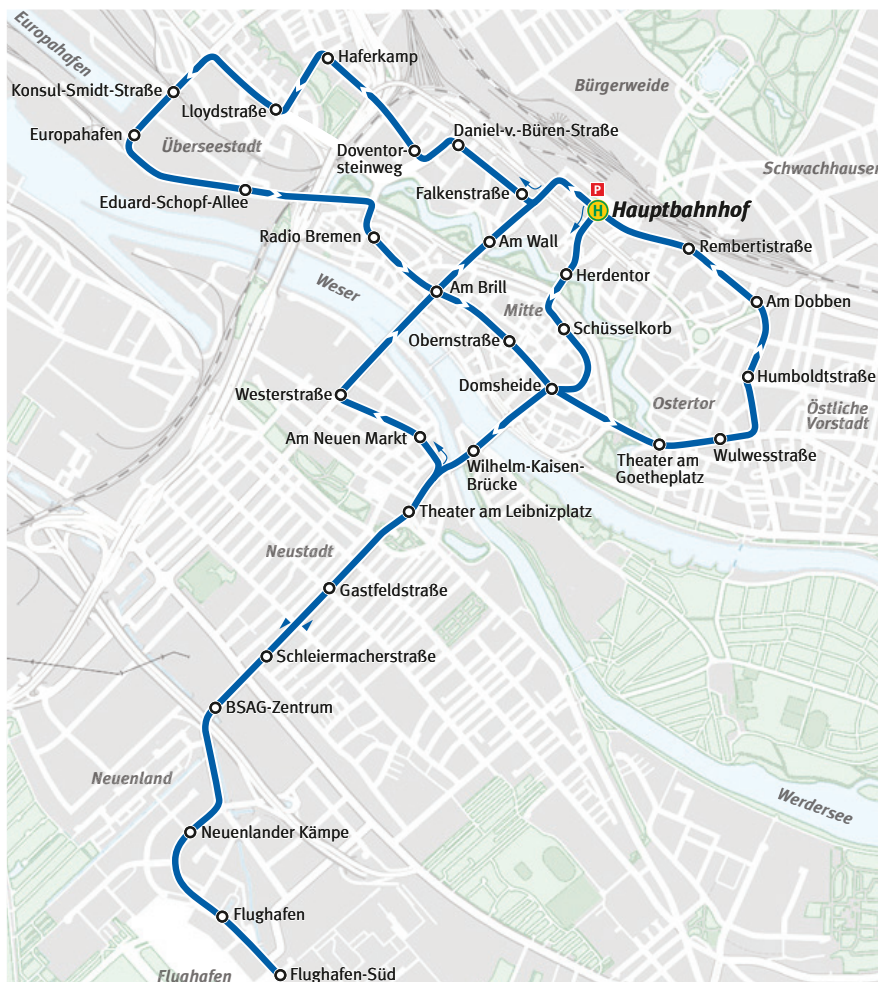 Europahafen
Haferkamp
Konsul-Smidt-Straße
Bürgerweide
Lloydstraße
Europahafen
Überseestadt
Daniel-v.-Büren-Straße
Doventor-
steinweg
Schwachhausen
P
Eduard-Schopf-Allee
Falkenstraße
H
Hauptbahnhof
Radio Bremen
Am Wall
Rembertistraße
Herdentor
Weser
Am Brill
Mitte
Am Dobben
Schüsselkorb
Obernstraße
Domsheide
Humboldtstraße
Westerstraße
Ostertor
Östliche
Vorstadt
Am Neuen Markt
Wilhelm-Kaisen-
Brücke
Theater am
Goetheplatz
Wulwesstraße
Theater am Leibnizplatz
Neustadt
Gastfeldstraße
Schleiermacherstraße
BSAG-Zentrum
Neuenland
Werdersee
Neuenlander Kämpe
Flughafen
Flughafen
Flughafen-Süd